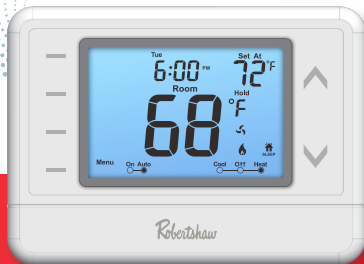 Tue
Set At
6:00 PM
72°F
Room
Hold
68 °F
SLEEP
Menu
On Auto
Cool Off Heat
Robertshaw